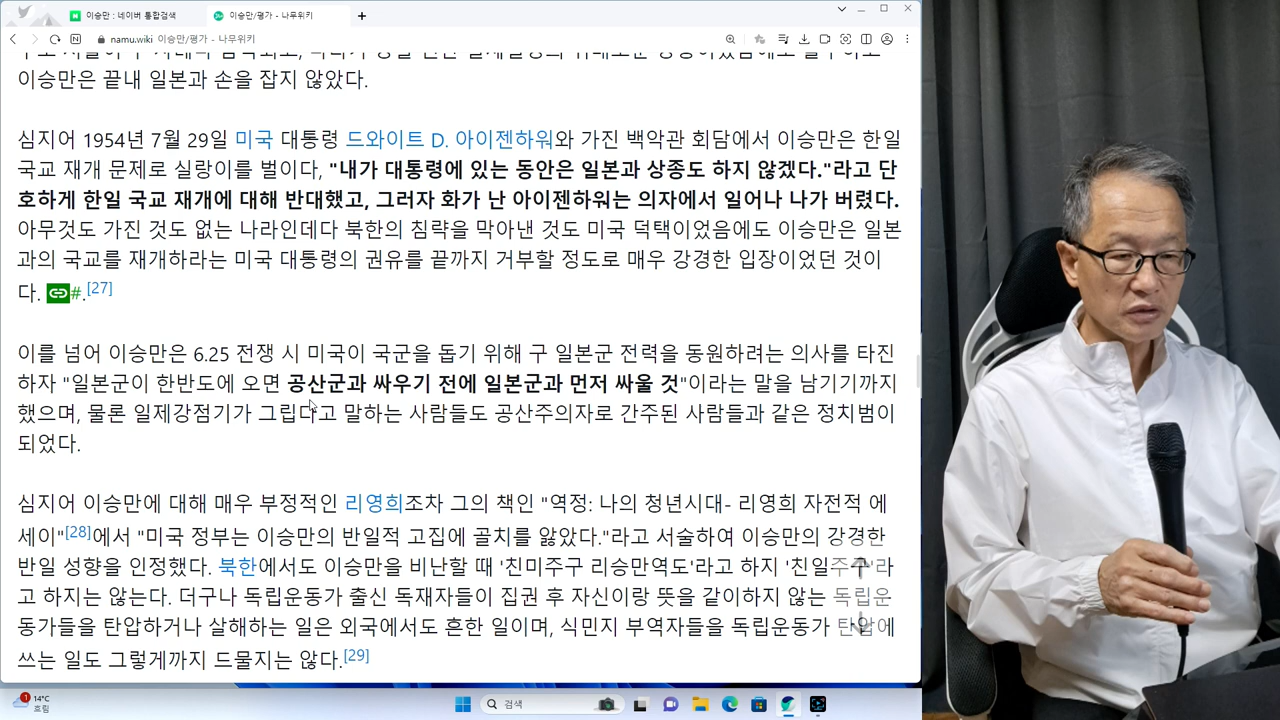 이승만 : 네이버 통합검색
이승만/평가 - 나무위키
namu.wiki 이승만/평가 - 나무위키
이승만은 끝내 일본과 손을 잡지 않았다.
심지어 1954년 7월 29일 미국 대통령 드와이트 D. 아이젠하워와 가진 백악관 회담에서 이승만은 한일
국교 재개 문제로 실랑이를 벌이다, "내가 대통령에 있는 동안은 일본과 상종도 하지 않겠다."라고 단
호하게 한일 국교 재개에 대해 반대했고, 그러자 화가 난 아이젠하워는 의자에서 일어나 나가 버렸다.
아무것도 가진 것도 없는 나라인데다 북한의 침략을 막아낸 것도 미국 덕택이었음에도 이승만은 일본
과의 국교를 재개하라는 미국 대통령의 권유를 끝까지 거부할 정도로 매우 강경한 입장이었던 것이
다. #.[27]
이를 넘어 이승만은 6.25 전쟁 시 미국이 국군을 돕기 위해 구 일본군 전력을 동원하려는 의사를 타진
하자 "일본군이 한반도에 오면 공산군과 싸우기 전에 일본군과 먼저 싸울 것"이라는 말을 남기기까지
했으며, 물론 일제강점기가 그립다고 말하는 사람들도 공산주의자로 간주된 사람들과 같은 정치범이
되었다.
심지어 이승만에 대해 매우 부정적인 리영희조차 그의 책인 "역정: 나의 청년시대- 리영희 자전적 에
세이"[28]에서 "미국 정부는 이승만의 반일적 고집에 골치를 앓았다."라고 서술하여 이승만의 강경한
반일 성향을 인정했다. 북한에서도 이승만을 비난할 때 '친미주구 리승만역도'라고 하지 '친일주구'라
고 하지는 않는다. 더구나 독립운동가 출신 독재자들이 집권 후 자신이랑 뜻을 같이하지 않는 독립운
동가들을 탄압하거나 살해하는 일은 외국에서도 흔한 일이며, 식민지 부역자들을 독립운동가 탄압에
쓰는 일도 그렇게까지 드물지는 않다.[29]
1
14°C
흐림
검색